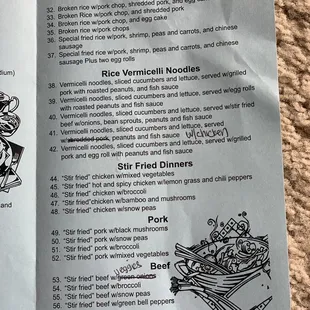 32. Broken rice w/pork chop, shredded pork, and egg
33. Broken Rice w/pork chop, and shredded pork
34. Broken rice w/pork chop, and egg cake
35. Broken rice w/pork chops
36. Special fried rice w/pork, shrimp, peas and carrots, and chinese
sausage
57. Special fried rice w/pork, shrimp, peas and carrots, and chinese
sausage Plus two egg rolls
Rice Vermicelli Noodles
38. Vermicelli noodles, sliced cucumbers and lettuce, served w/grilled
pork with roasted peanuts, and fish sauce
39. Vermicelli noodles, sliced cucumbers and lettuce, served w/egg rolls
with roasted peanuts and fish sauce
40. Vermicelli noodles, sliced cucumbers and lettuce, served w/stir fried
beef w/onions, bean sprouts, peanuts and fish sauce
41. Vermicelli noodles, sliced cucumbers and lettuce, served
w/shredded pork, peanuts and fish sauce w/chicken
42. Vermicelli noodles, sliced cucumbers and lettuce, served w/grilled
pork and egg roll with peanuts and fish sauce
Stir Fried Dinners
44. "Stir fried" chicken w/mixed vegetables
45. "Stir fried" hot and spicy chicken w/lemon grass and chili peppers
46. "Stir fried" chicken w/broccoli
47. "Stir fried" chicken w/bamboo and mushrooms
48. "Stir fried" chicken w/snow peas
Pork
49. "Stir fried" pork w/black mushrooms
50. "Stir fried" pork w/snow peas
51. "Stir fried" pork w/broccoli
52. "Stir fried" pork w/mixed vegetables
veggies
Beef
53. "Stir fried" beef w/green onions
54. "Stir fried" beef w/broccoli
55. "Stir fried" beef w/snow peas
56. "Stir fried" beef w/green bell peppers
dium)
and